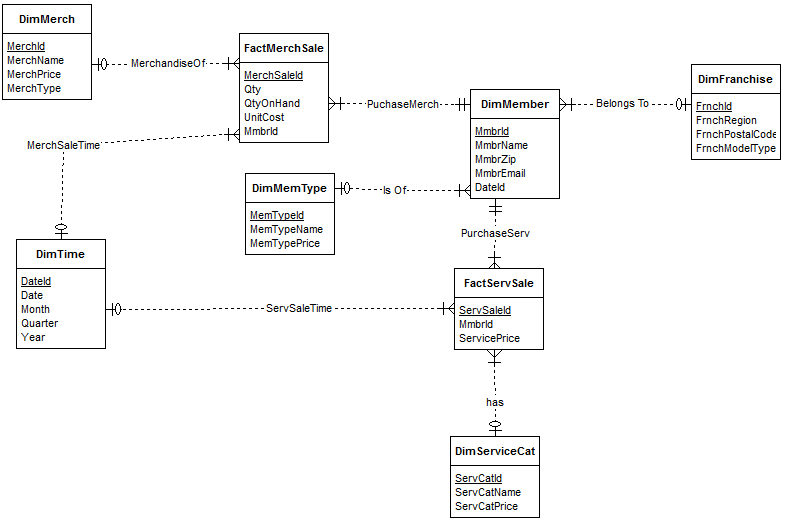 DimMerch
MerchId
MerchName
MerchPrice
MerchType
MerchandiseOf
FactMerchSale
MerchSaleId
Qty
QtyOnHand
UnitCost
MmbrId
PuchaseMerch
DimMember
MmbrId
MmbrName
MmbrZip
MmbrEmail
DateId
Belongs To
DimFranchise
FrnchId
FrnchRegion
FrnchPostalCode
FrnchModelType
MerchSaleTime
DimMemType
MemTypeId
MemTypeName
MemTypePrice
Is Of
PurchaseServ
DimTime
DateId
Date
Month
Quarter
Year
ServSaleTime
FactServSale
ServSaleId
MmbrId
ServicePrice
has
DimServiceCat
ServCatId
ServCatName
ServCatPrice